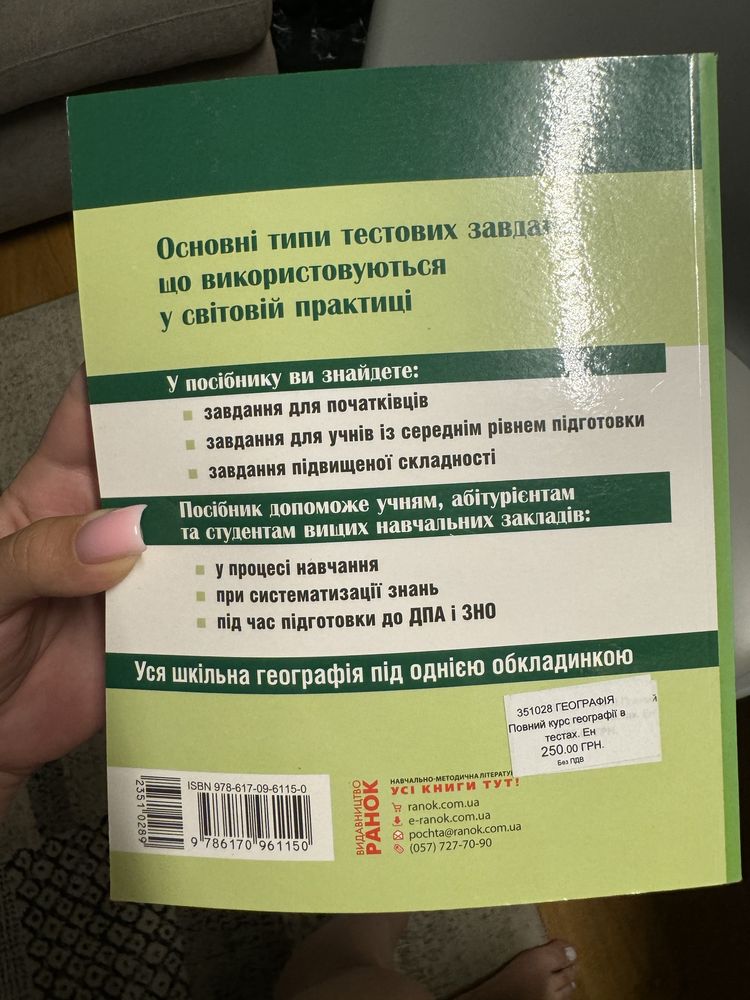 Основні типи тестових
що використовуються
у світовій практиці
У посібнику ви знайдете:
завдання для початківців
завдання для учнів із середнім рівнем підготовки
завдання підвищеної складності
Посібник допоможе учням, абітурієнтам
та студентам вищих навчальних закладів:
у процесі навчання
при систематизації знань
під час підготовки до ДПА і ЗНО
Уся шкільна географія під однією обкладинкою
351028 ГЕОГРАФІЯ
Повний курс географії в
тестах. Ен
250.00 ГРН.
Без ПДВ
ISBN 978-617-09-6115-0
23510289
9 786170 961150
ВИДАВНИЦТВО
РАНОК
НАВЧАЛЬНО-МЕТОДИЧНА
УСІ КНИГИ ТУТ!
ranok.com.ua
e-ranok.com.ua
pochta@ranok.com.ua
(057) 727-70-90